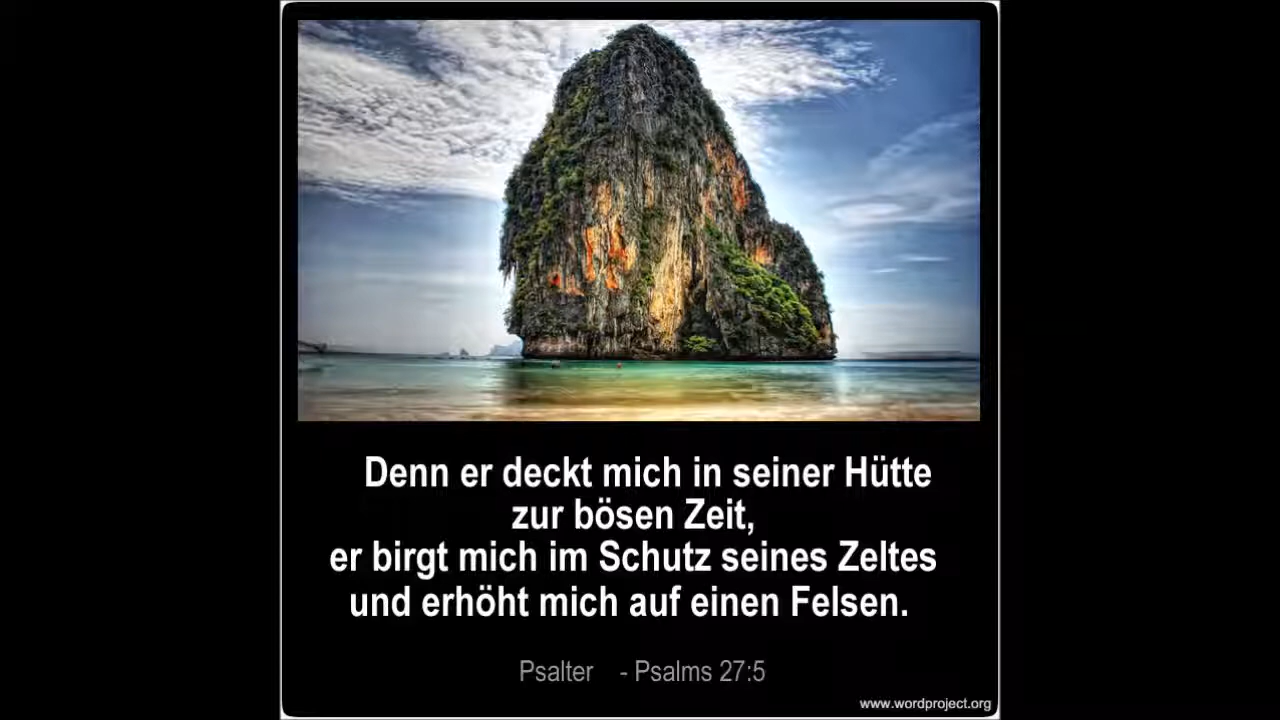 Denn er deckt mich in seiner Hütte
zur bösen Zeit,
er birgt mich im Schutz seines Zeltes
und erhöht mich auf einen Felsen.
Psalter - Psalms 27:5
www.wordproject.org